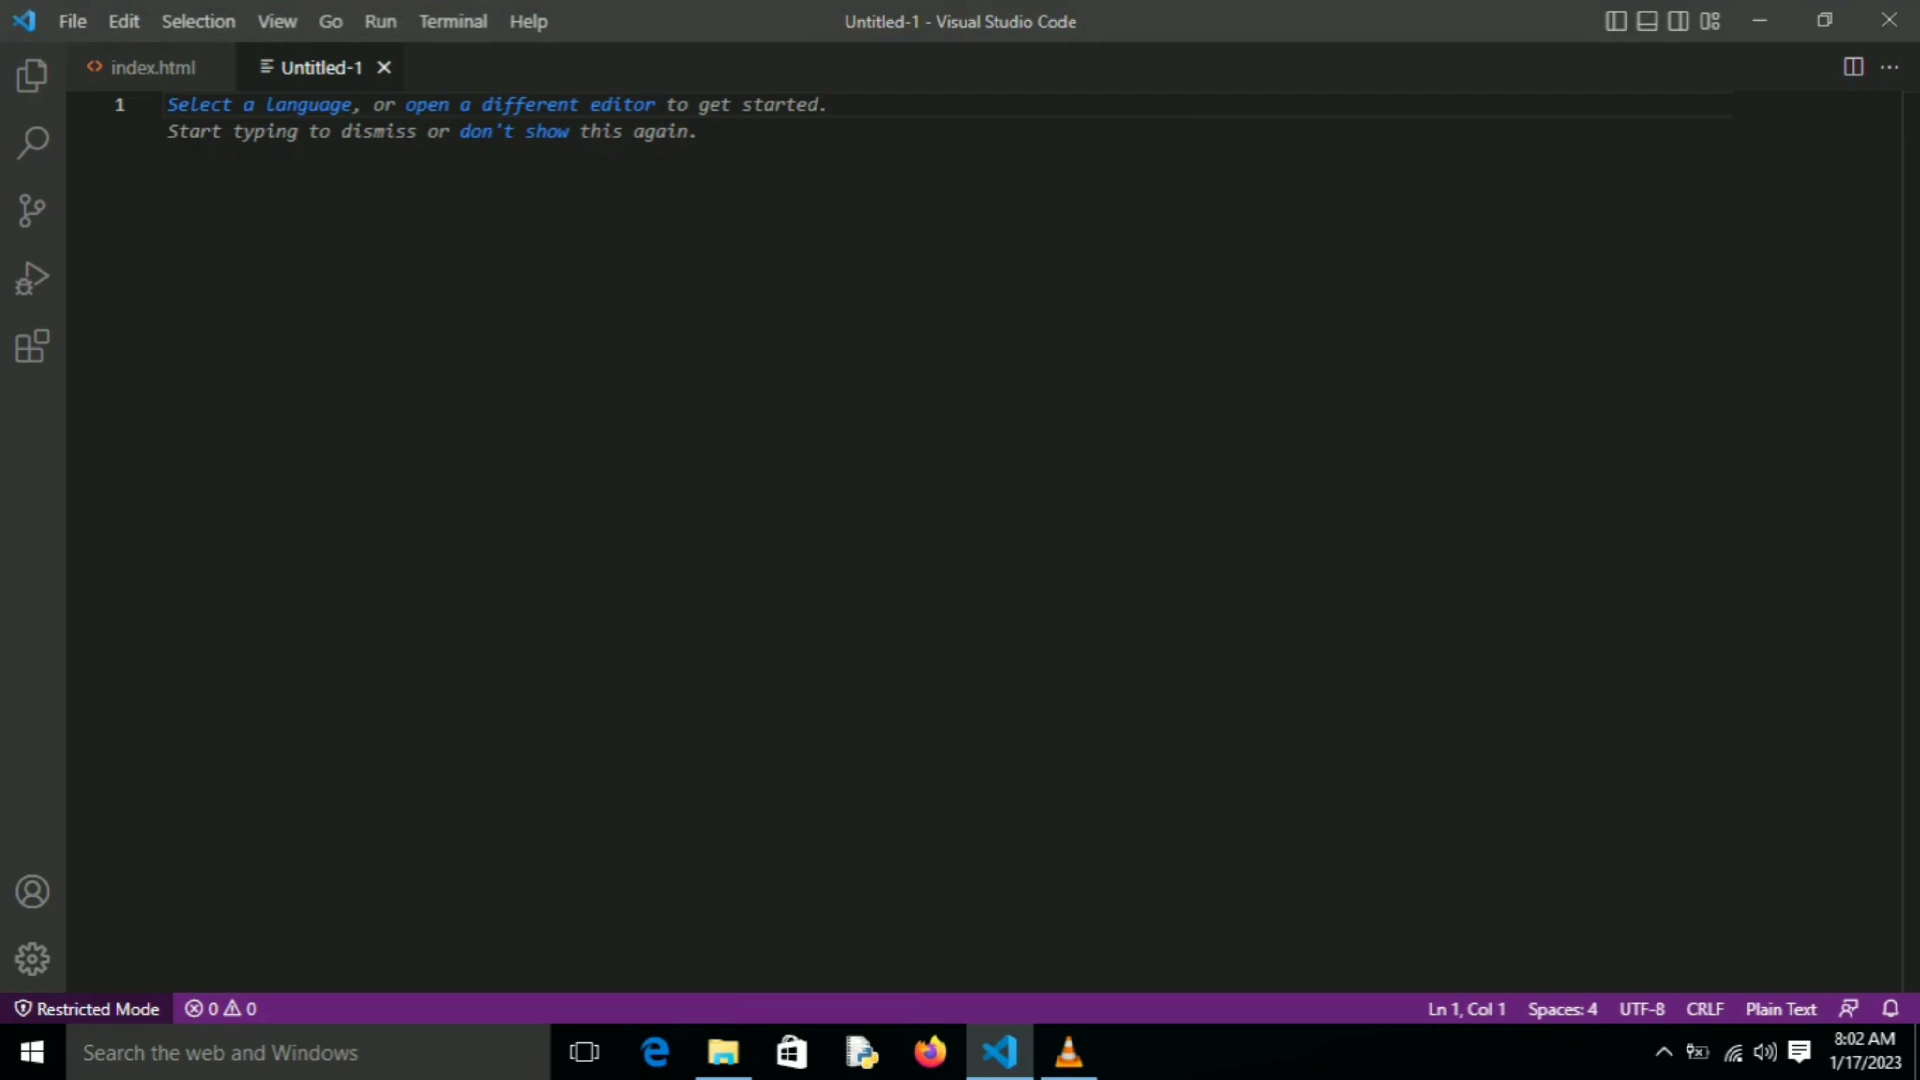 File Edit Selection View Go Run Terminal Help
Untitled-1 - Visual Studio Code
index.html
Untitled-1
1 Select a language, or open a different editor to get started.
Start typing to dismiss or don't show this again.
Restricted Mode 0 0
Ln 1, Col 1 Spaces: 4 UTF-8 CRLF Plain Text
Search the web and Windows
8:02 AM
1/17/2023